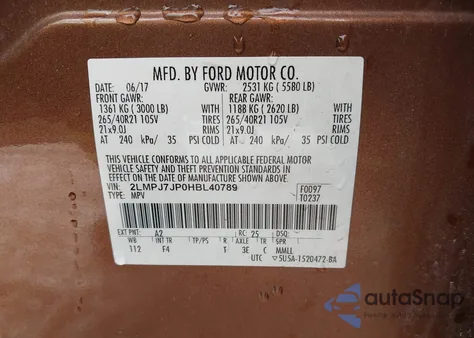 MFD. BY FORD MOTOR CO.
DATE: 06/17 GVWR: 2531 KG ( 5580 LB)
FRONT GAWR: REAR GAWR:
1361 KG ( 3000 LB) WITH 1188 KG ( 2620 LB) WITH
265/40R21 105V TIRES 265/40R21 105V TIRES
21x9.0J RIMS 21x9.0J RIMS
AT 240 kPa/ 35 PSI COLD AT 240 kPa/ 35 PSI COLD
THIS VEHICLE CONFORMS TO ALL APPLICABLE FEDERAL MOTOR
VEHICLE SAFETY AND THEFT PREVENTION STANDARDS IN
EFFECT ON THE DATE OF MANUFACTURE SHOWN ABOVE.
VIN: 2LMPJ7JP0HBL40789 F0097
TYPE: MPV T0237
EXT PNT: A2 RC: 25 DSO:
WB INT TR TP/PS R AXLE TR SPR
112 F4 T 3E C MMLL
UTC ▽5USA-1520472-BA
autoSnap